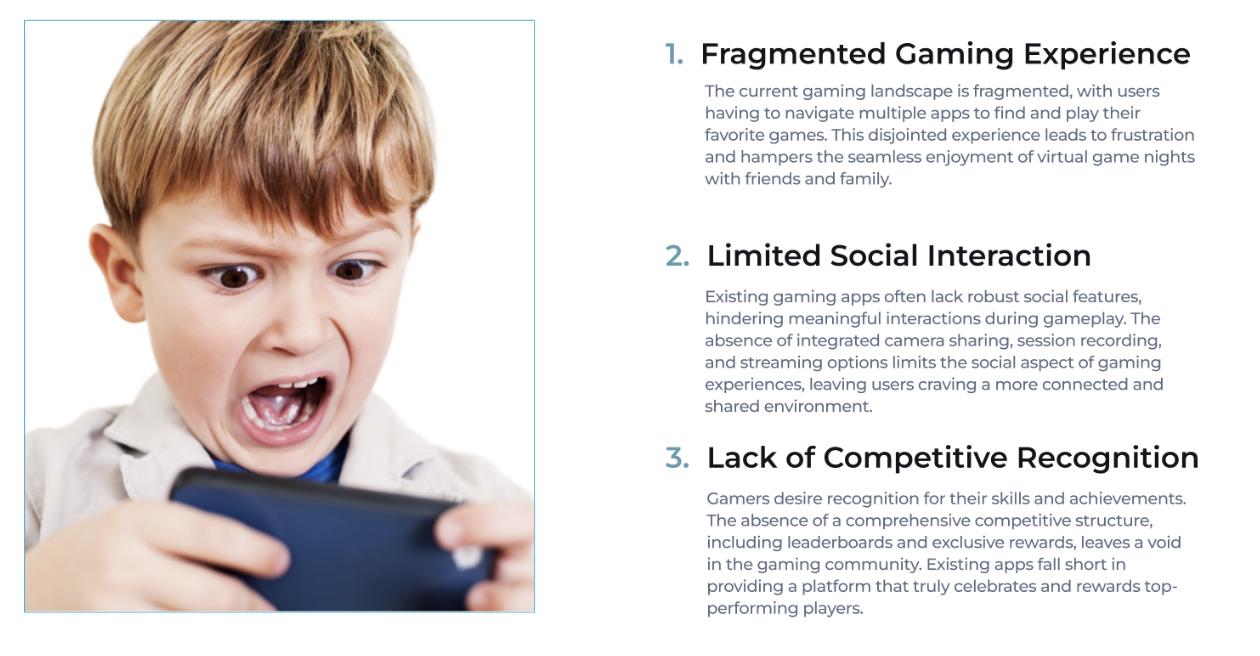 1. Fragmented Gaming Experience
The current gaming landscape is fragmented, with users
having to navigate multiple apps to find and play their
favorite games. This disjointed experience leads to frustration
and hampers the seamless enjoyment of virtual game nights
with friends and family.
2. Limited Social Interaction
Existing gaming apps often lack robust social features,
hindering meaningful interactions during gameplay. The
absence of integrated camera sharing, session recording,
and streaming options limits the social aspect of gaming
experiences, leaving users craving a more connected and
shared environment.
3. Lack of Competitive Recognition
Gamers desire recognition for their skills and achievements.
The absence of a comprehensive competitive structure,
including leaderboards and exclusive rewards, leaves a void
in the gaming community. Existing apps fall short in
providing a platform that truly celebrates and rewards top-
performing players.